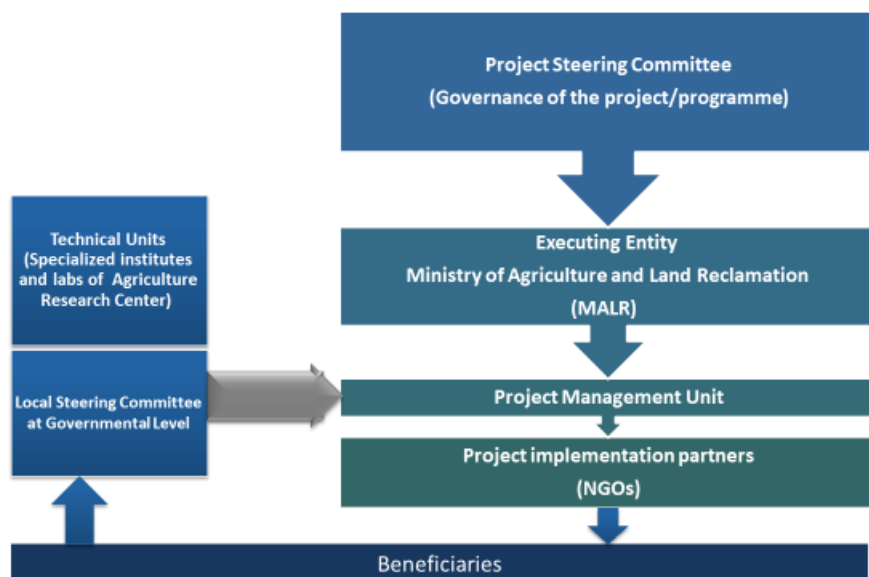 Project Steering Committee
(Governance of the project/programme)
Technical Units
(Specialized institutes
and labs of Agriculture
Research Center)
Executing Entity
Ministry of Agriculture and Land Reclamation
(MALR)
Local Steering Committee
at Governmental Level
Project Management Unit
Project implementation partners
(NGOs)
Beneficiaries